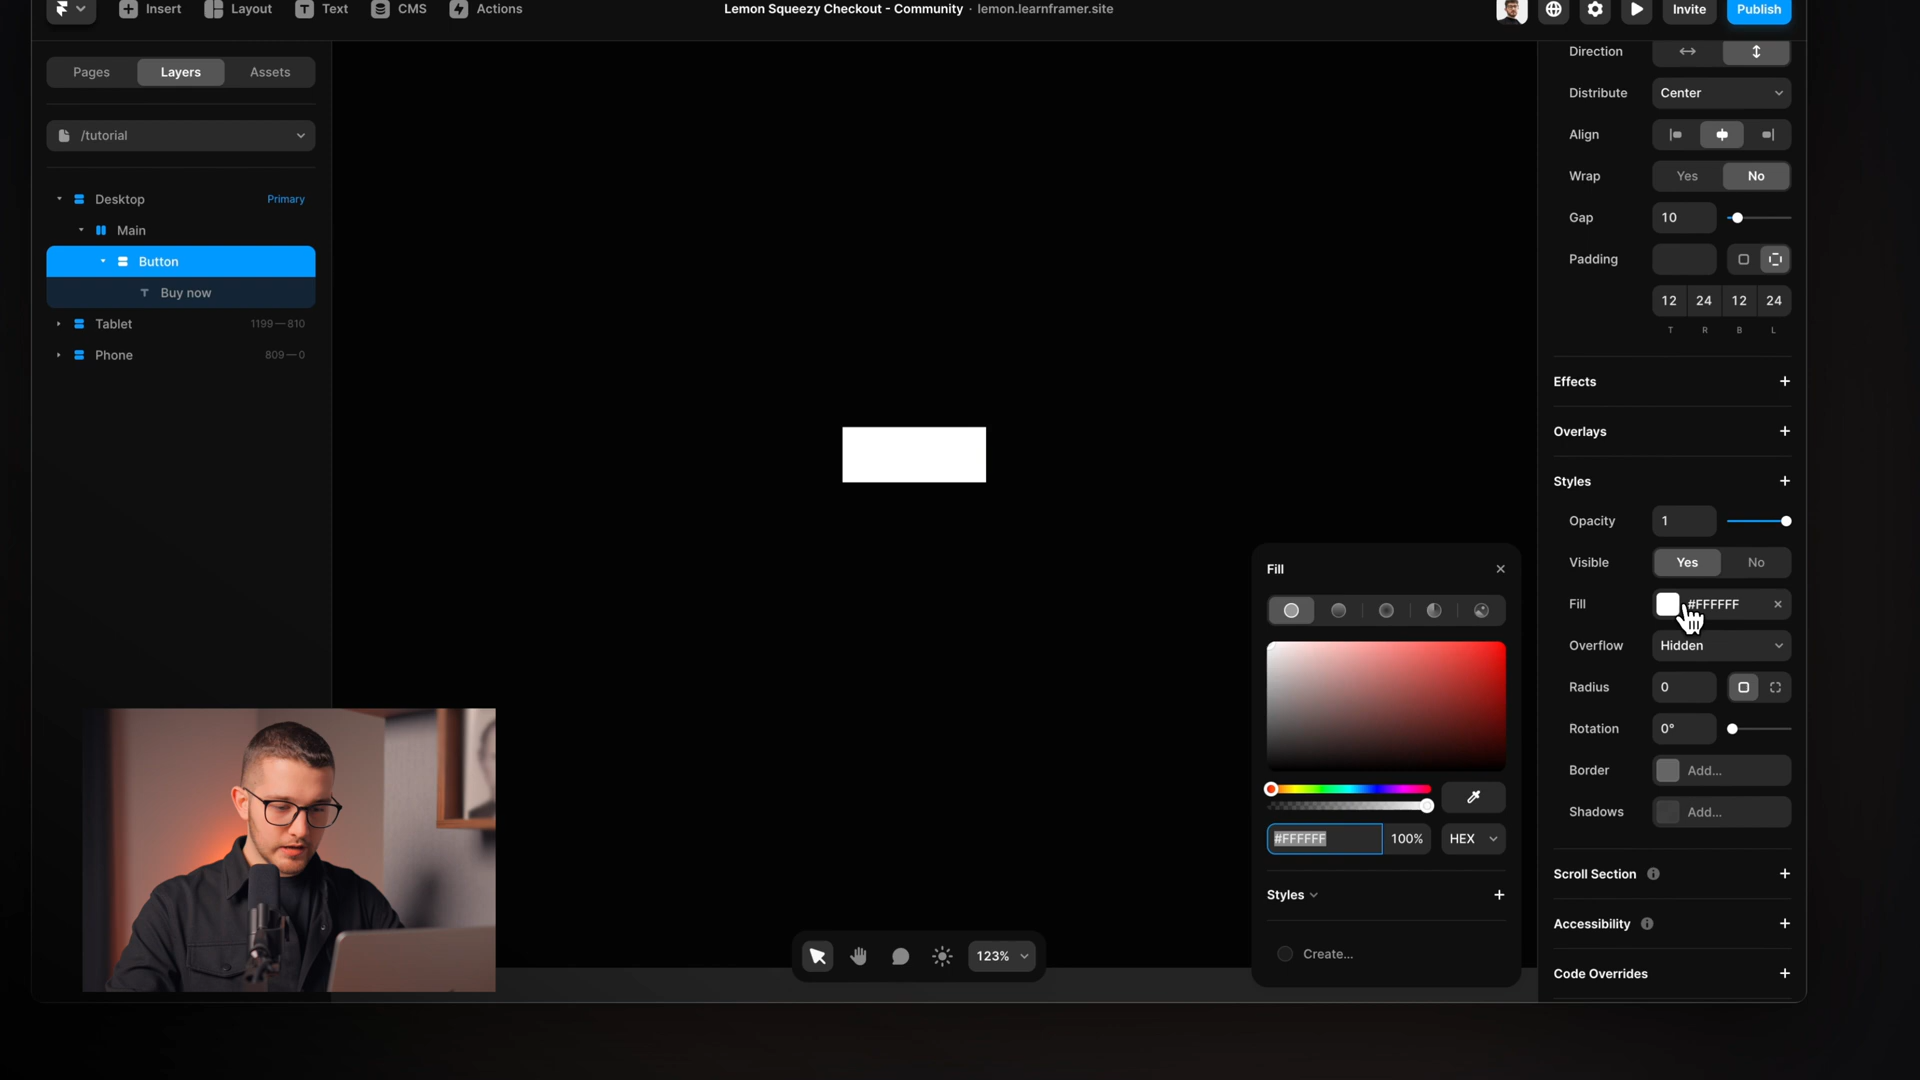 Insert
Layout
Text
CMS
Actions
Lemon Squeezy Checkout - Community · lemon.learnframer.site
Invite
Publish
Pages
Layers
Assets
/tutorial
Desktop
Primary
Main
Button
Buy now
Tablet
1199—810
Phone
809—0
123%
Fill
#FFFFFF
100%
HEX
Styles
Create...
Direction
Distribute
Center
Align
Wrap
Yes
No
Gap
10
Padding
12
24
12
24
T
R
B
L
Effects
Overlays
Styles
Opacity
1
Visible
Yes
No
Fill
#FFFFFF
Overflow
Hidden
Radius
0
Rotation
0°
Border
Add...
Shadows
Add...
Scroll Section
Accessibility
Code Overrides